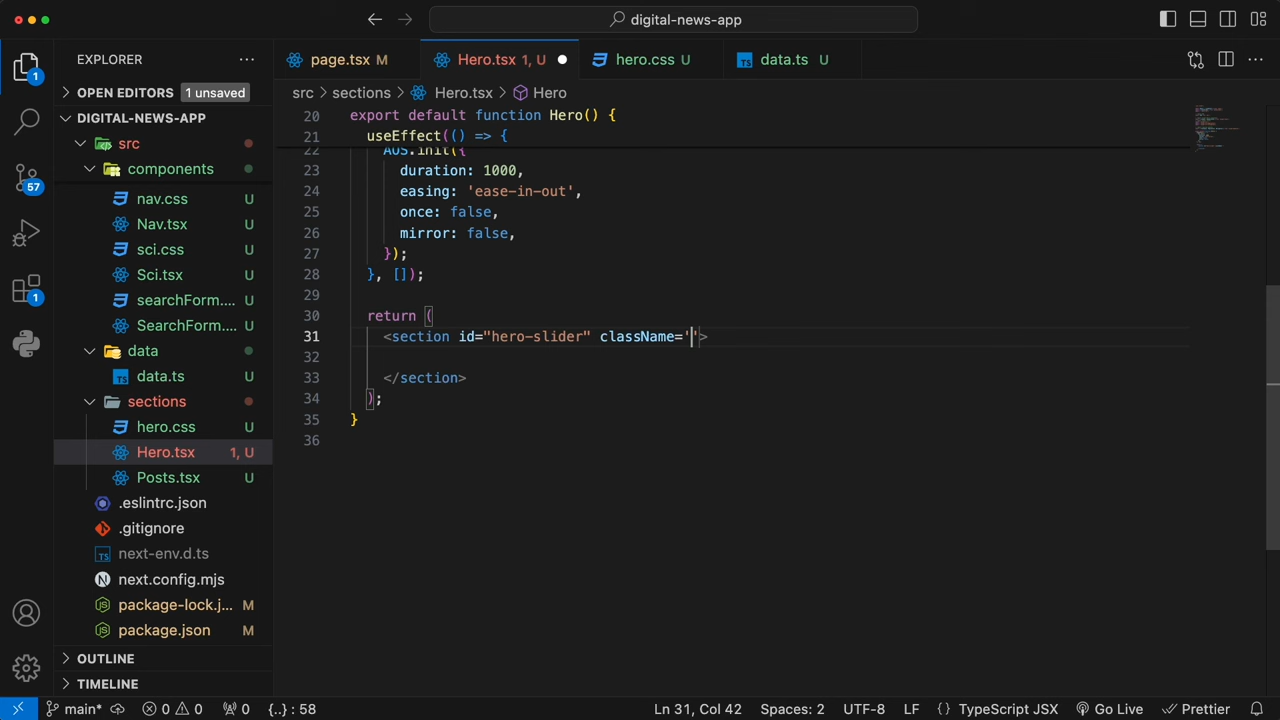 digital-news-app
EXPLORER
page.tsx M
Hero.tsx 1, U
hero.css U
data.ts U
OPEN EDITORS 1 unsaved
src > sections > Hero.tsx > Hero
DIGITAL-NEWS-APP
src
components
nav.css U
Nav.tsx U
sci.css U
Sci.tsx U
searchForm.... U
SearchForm.... U
data
data.ts U
sections
hero.css U
Hero.tsx 1, U
Posts.tsx U
.eslintrc.json
.gitignore
next-env.d.ts
next.config.mjs
package-lock.j... M
package.json M
OUTLINE
TIMELINE
1
57
1
20 export default function Hero() {
21 useEffect(() => {
22 AOS.init({
23 duration: 1000,
24 easing: 'ease-in-out',
25 once: false,
26 mirror: false,
27 });
28 }, []);
29
30 return (
31 <section id="hero-slider" className=''>
32
33 </section>
34 );
35 }
36
main* 0 0 0 {..} : 58 Ln 31, Col 42 Spaces: 2 UTF-8 LF {} TypeScript JSX Go Live Prettier